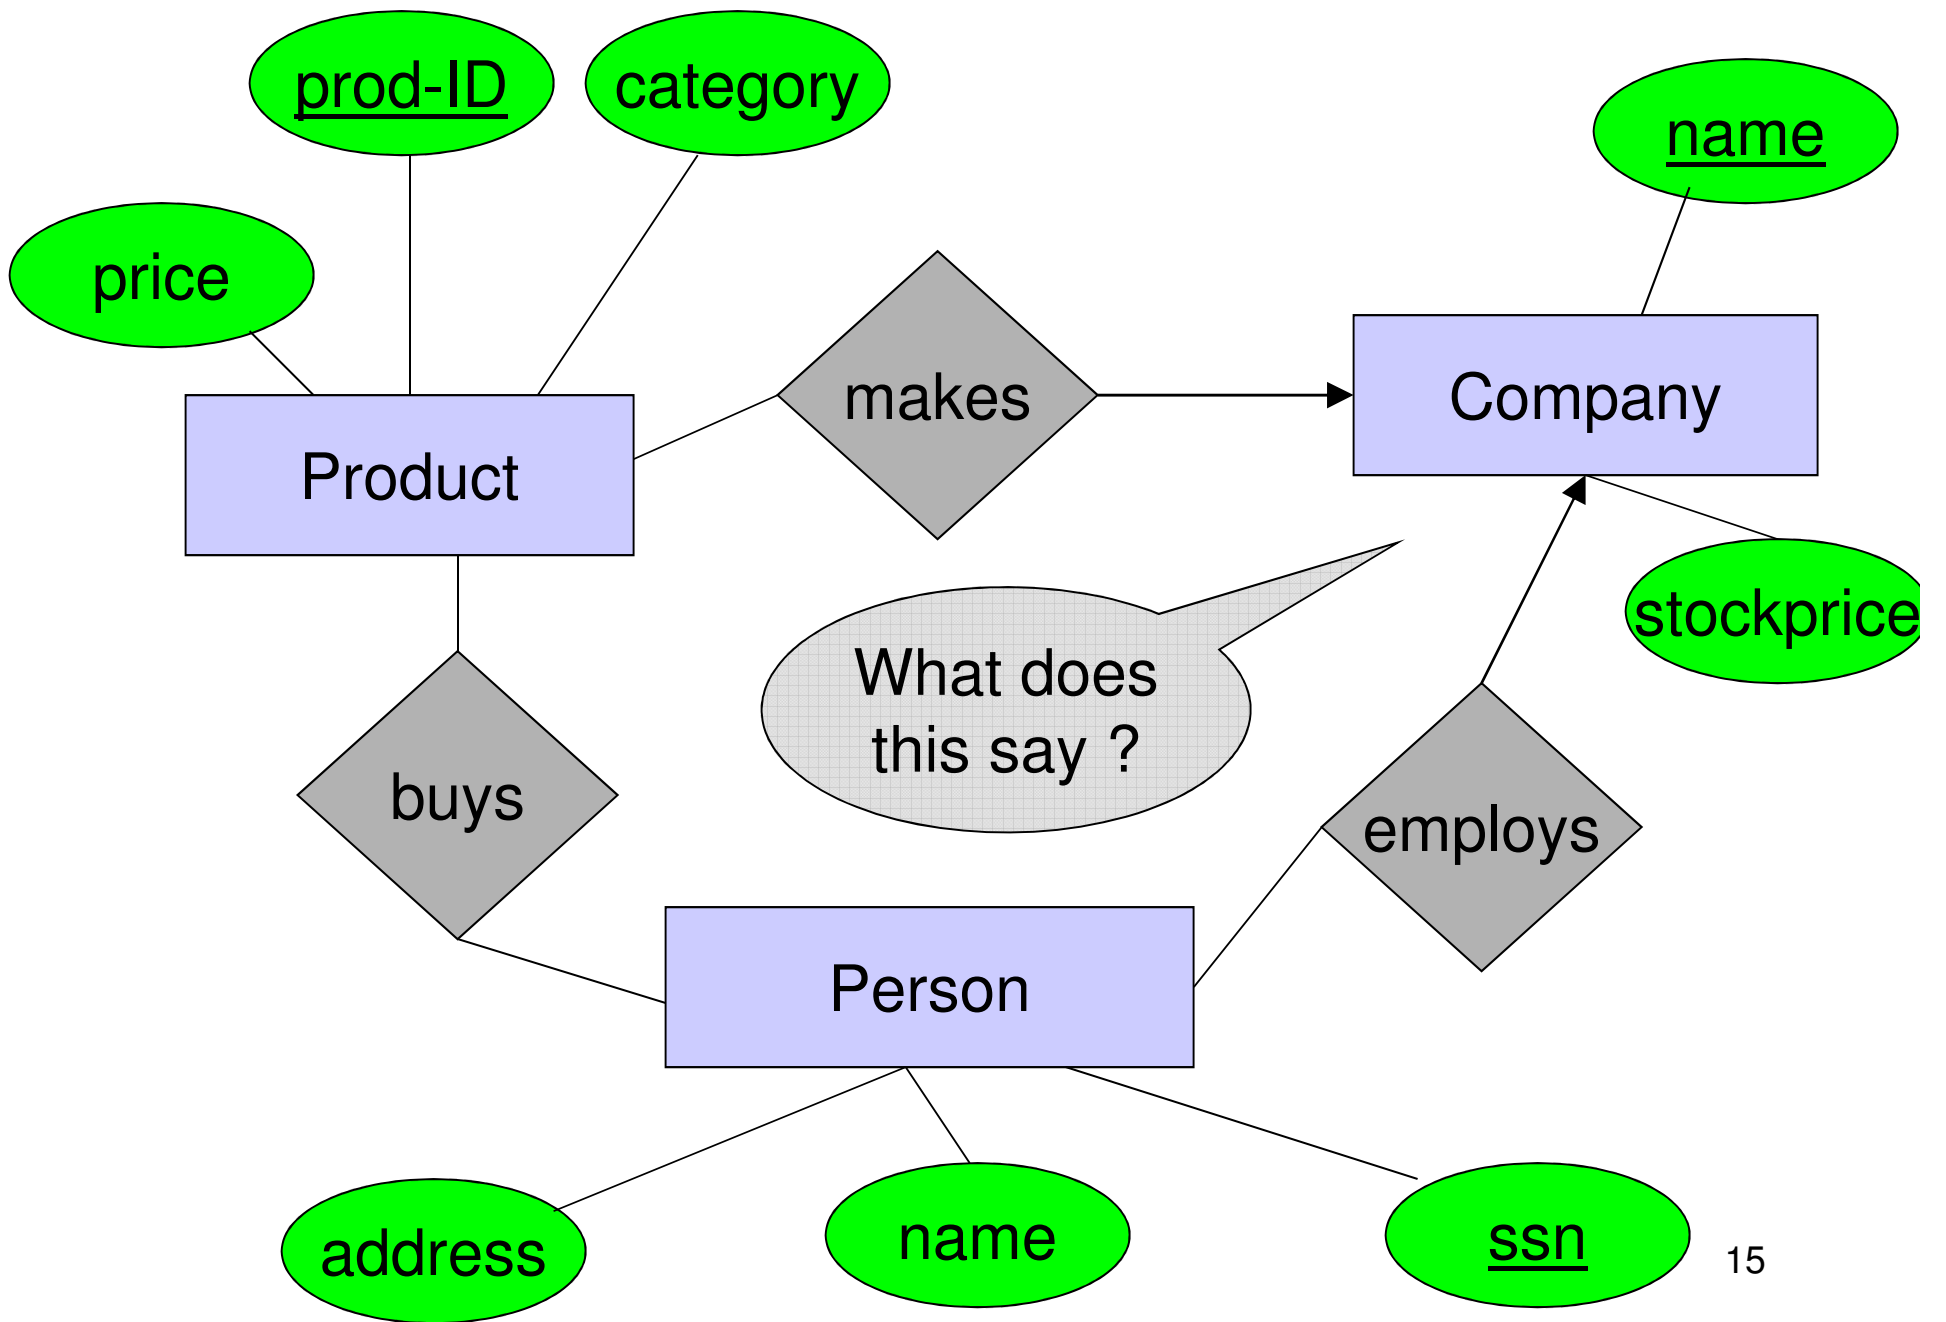 prod-ID
category
name
price
makes
Company
Product
stockprice
What does
this say ?
buys
employs
Person
address
name
ssn
15